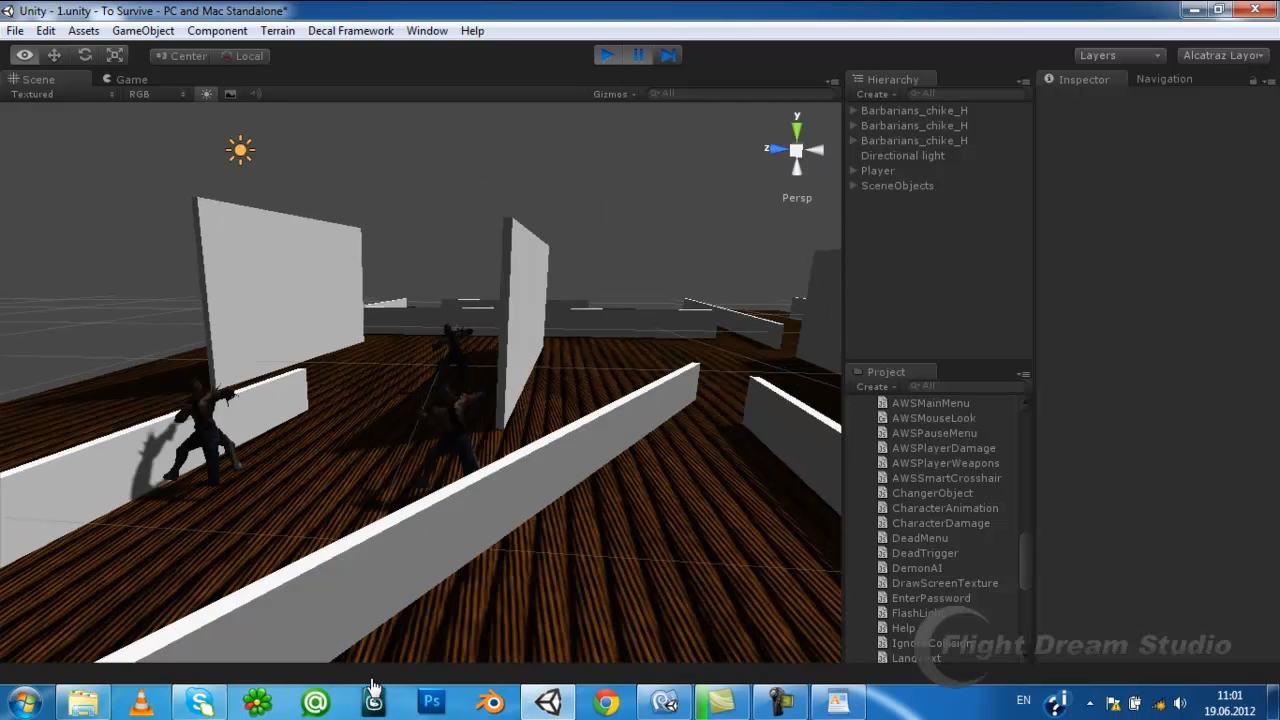 Unity - 1.unity - To Survive - PC and Mac Standalone*
File Edit Assets GameObject Component Terrain Decal Framework Window Help
Center Local Layers Alcatraz Layou
Scene Game
Textured RGB Gizmos All
y
z
Persp
Hierarchy
Create All
Barbarians_chike_H
Barbarians_chike_H
Barbarians_chike_H
Directional light
Player
SceneObjects
Project
Create All
AWSMainMenu
AWSMouseLook
AWSPauseMenu
AWSPlayerDamage
AWSPlayerWeapons
AWSSmartCrosshair
ChangerObject
CharacterAnimation
CharacterDamage
DeadMenu
DeadTrigger
DemonAI
DrawScreenTexture
EnterPassword
FlashLight
Help
IgnoreCollision
Inspector Navigation
Flight Dream Studio
Ps
EN
11:01
19.06.2012